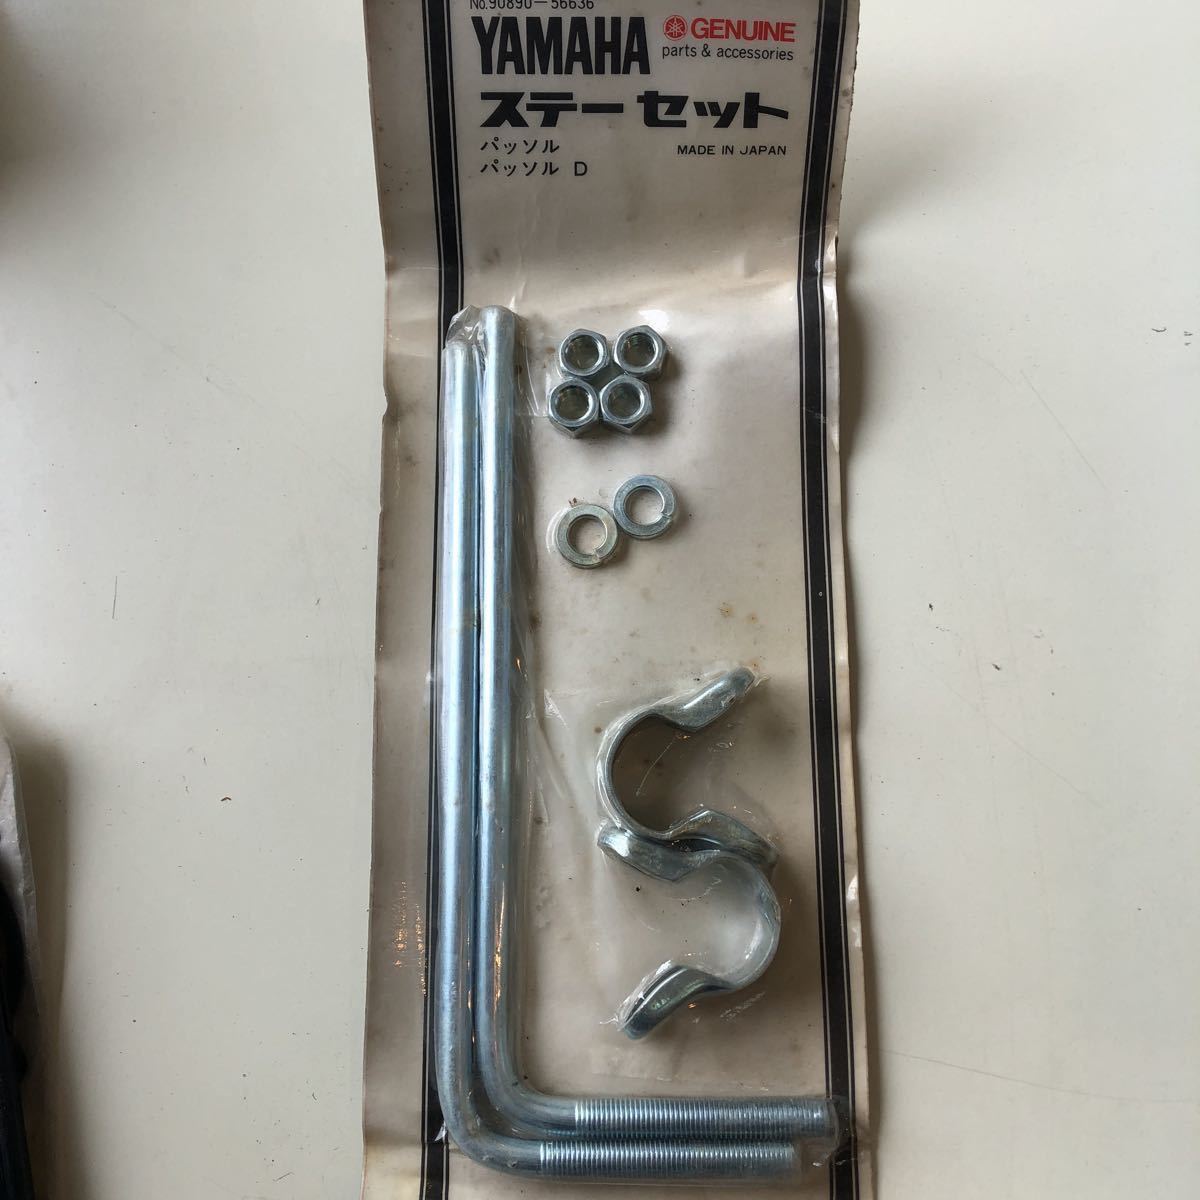 No.90890-56636
YAMAHA GENUINE
parts & accessories
ステーセット
パッソル MADE IN JAPAN
パッソル D